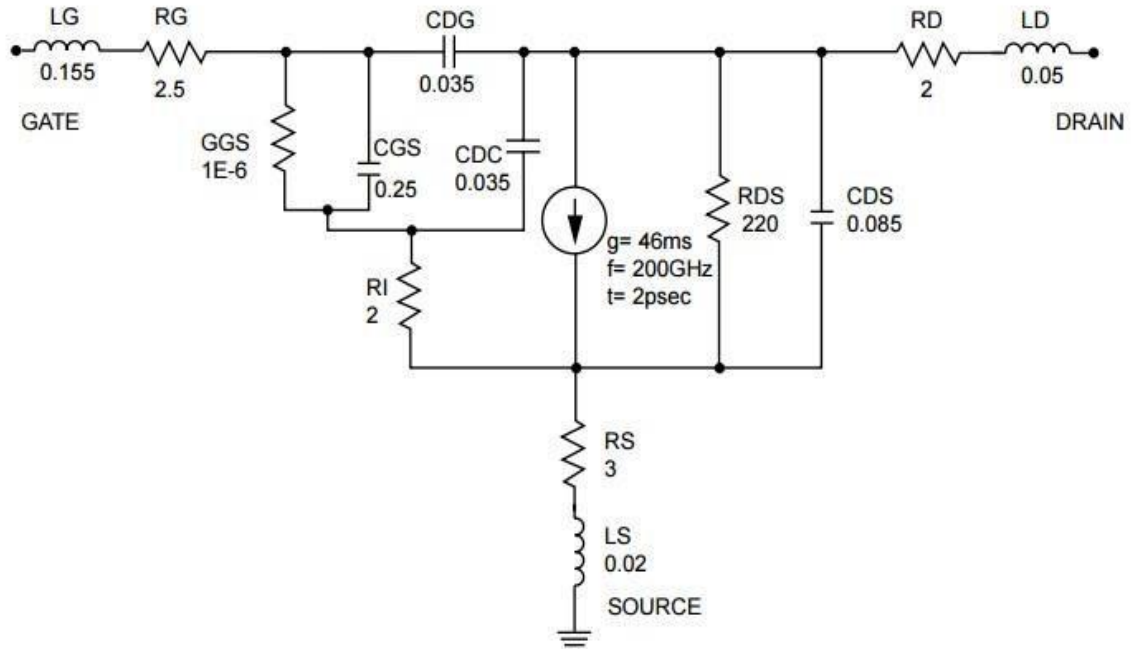 LG
0.155
GATE
RG
2.5
CDG
0.035
RD
2
LD
0.05
DRAIN
GGS
1E-6
CGS
0.25
CDC
0.035
g= 46ms
f= 200GHz
t= 2psec
RDS
220
CDS
0.085
RI
2
RS
3
LS
0.02
SOURCE